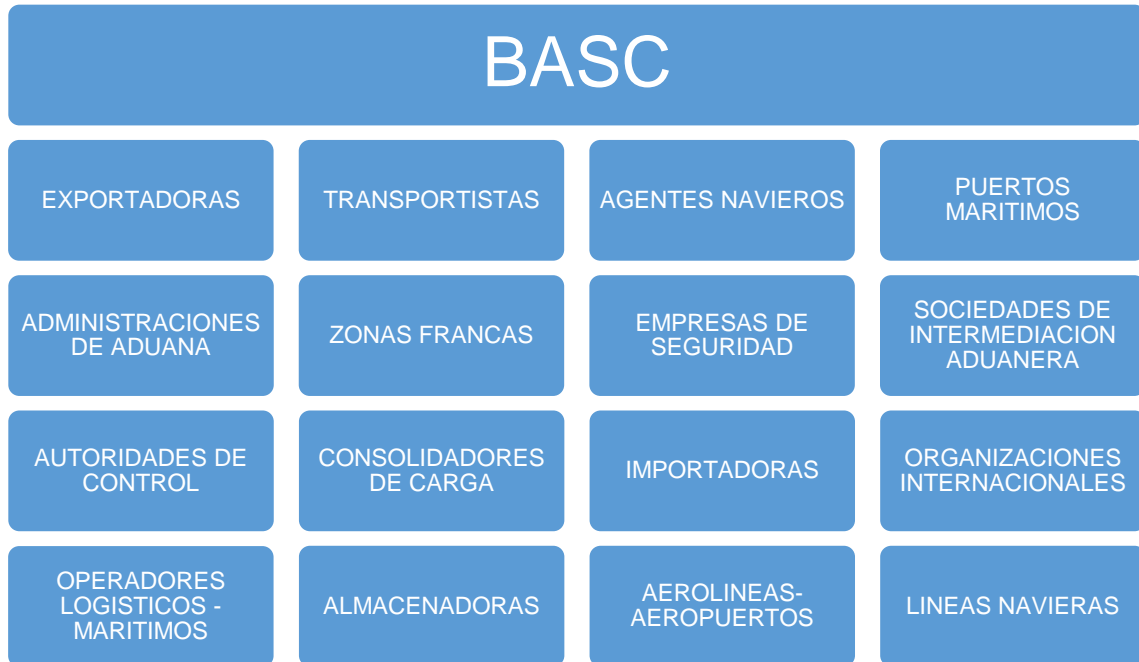 BASC
EXPORTADORAS
TRANSPORTISTAS
AGENTES NAVIEROS
PUERTOS
MARITIMOS
ADMINISTRACIONES
DE ADUANA
ZONAS FRANCAS
EMPRESAS DE
SEGURIDAD
SOCIEDADES DE
INTERMEDIACION
ADUANERA
AUTORIDADES DE
CONTROL
CONSOLIDADORES
DE CARGA
IMPORTADORAS
ORGANIZACIONES
INTERNACIONALES
OPERADORES
LOGISTICOS -
MARITIMOS
ALMACENADORAS
AEROLINEAS-
AEROPUERTOS
LINEAS NAVIERAS